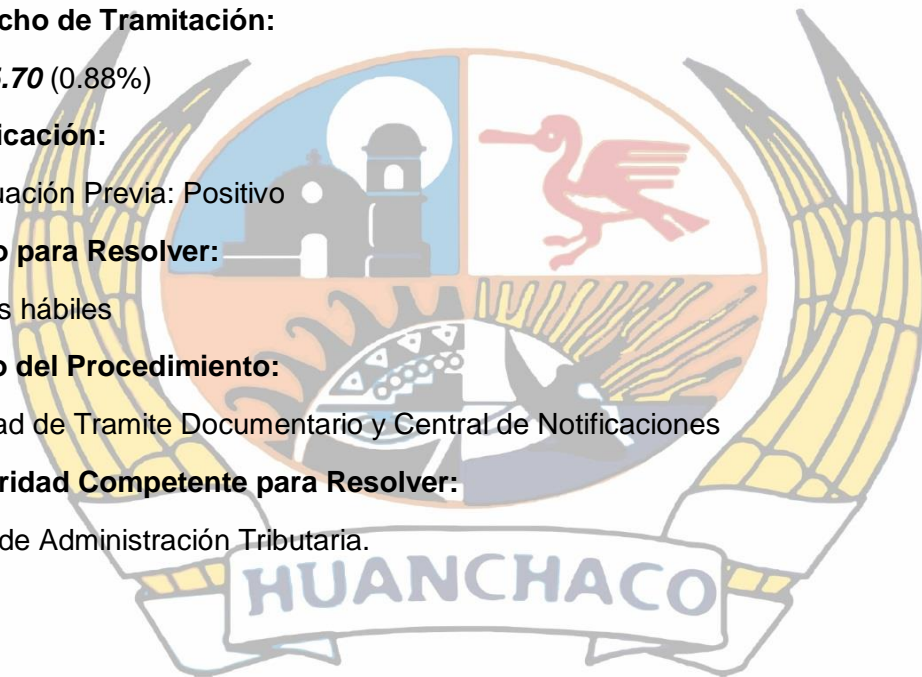 cho de Tramitación:
.70 (0.88%)
icación:
uación Previa: Positivo
o para Resolver:
s hábiles
o del Procedimiento:
ad de Tramite Documentario y Central de Notificaciones
ridad Competente para Resolver:
de Administración Tributaria.
HUANCHACO